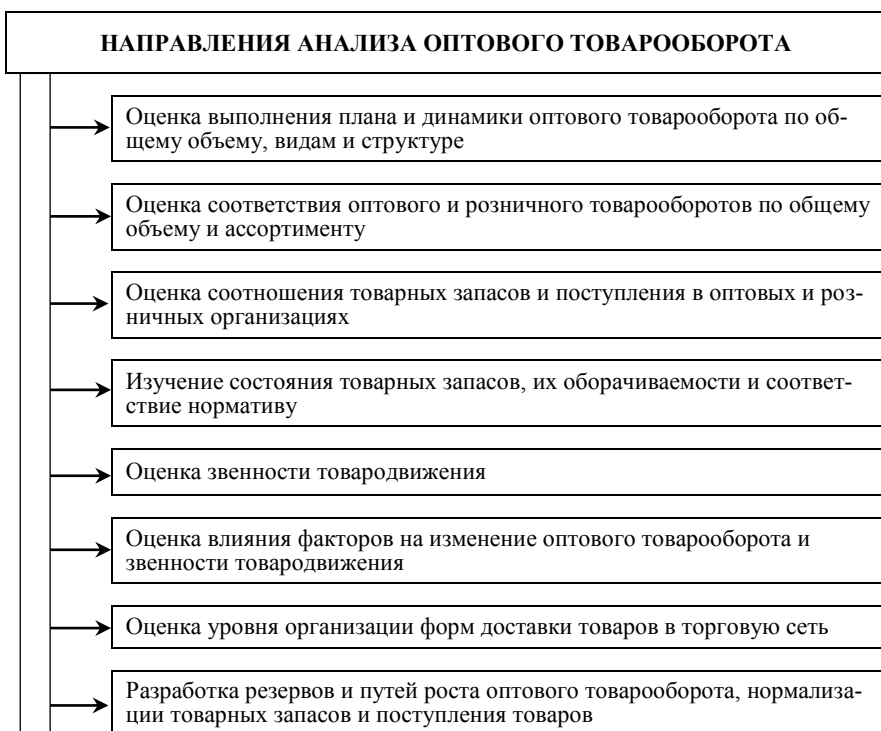 НАПРАВЛЕНИЯ АНАЛИЗА ОПТОВОГО ТОВАРООБОРОТА
Оценка выполнения плана и динамики оптового товарооборота по об-
щему объему, видам и структуре
Оценка соответствия оптового и розничного товарооборотов по общему
объему и ассортименту
Оценка соотношения товарных запасов и поступления в оптовых и роз-
ничных организациях
Изучение состояния товарных запасов, их оборачиваемости и соответ-
ствие нормативу
Оценка звенности товародвижения
Оценка влияния факторов на изменение оптового товарооборота и
звенности товародвижения
Оценка уровня организации форм доставки товаров в торговую сеть
Разработка резервов и путей роста оптового товарооборота, нормализа-
ции товарных запасов и поступления товаров